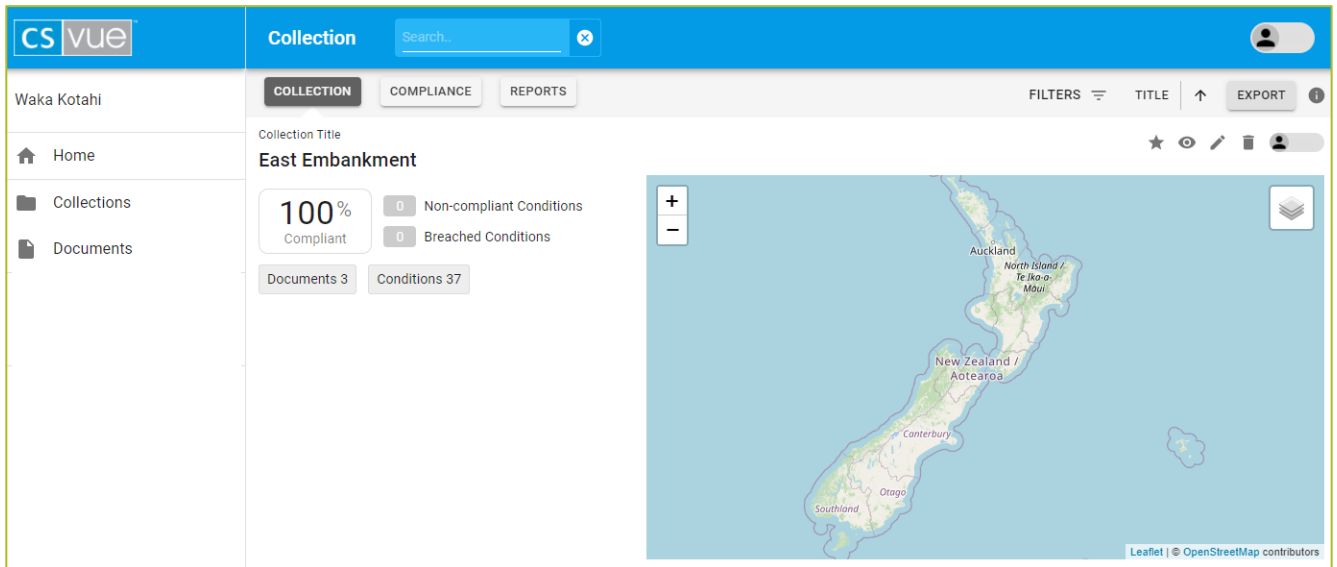 CS VUE
Collection
Search..
Waka Kotahi
Home
Collections
Documents
COLLECTION
COMPLIANCE
REPORTS
FILTERS
TITLE
EXPORT
Collection Title
East Embankment
100%
Compliant
0 Non-compliant Conditions
0 Breached Conditions
Documents 3
Conditions 37
+
−
Auckland
North Island /
Te Ika-a-
Māui
New Zealand /
Aotearoa
Canterbury
Otago
Southland
Leaflet | © OpenStreetMap contributors